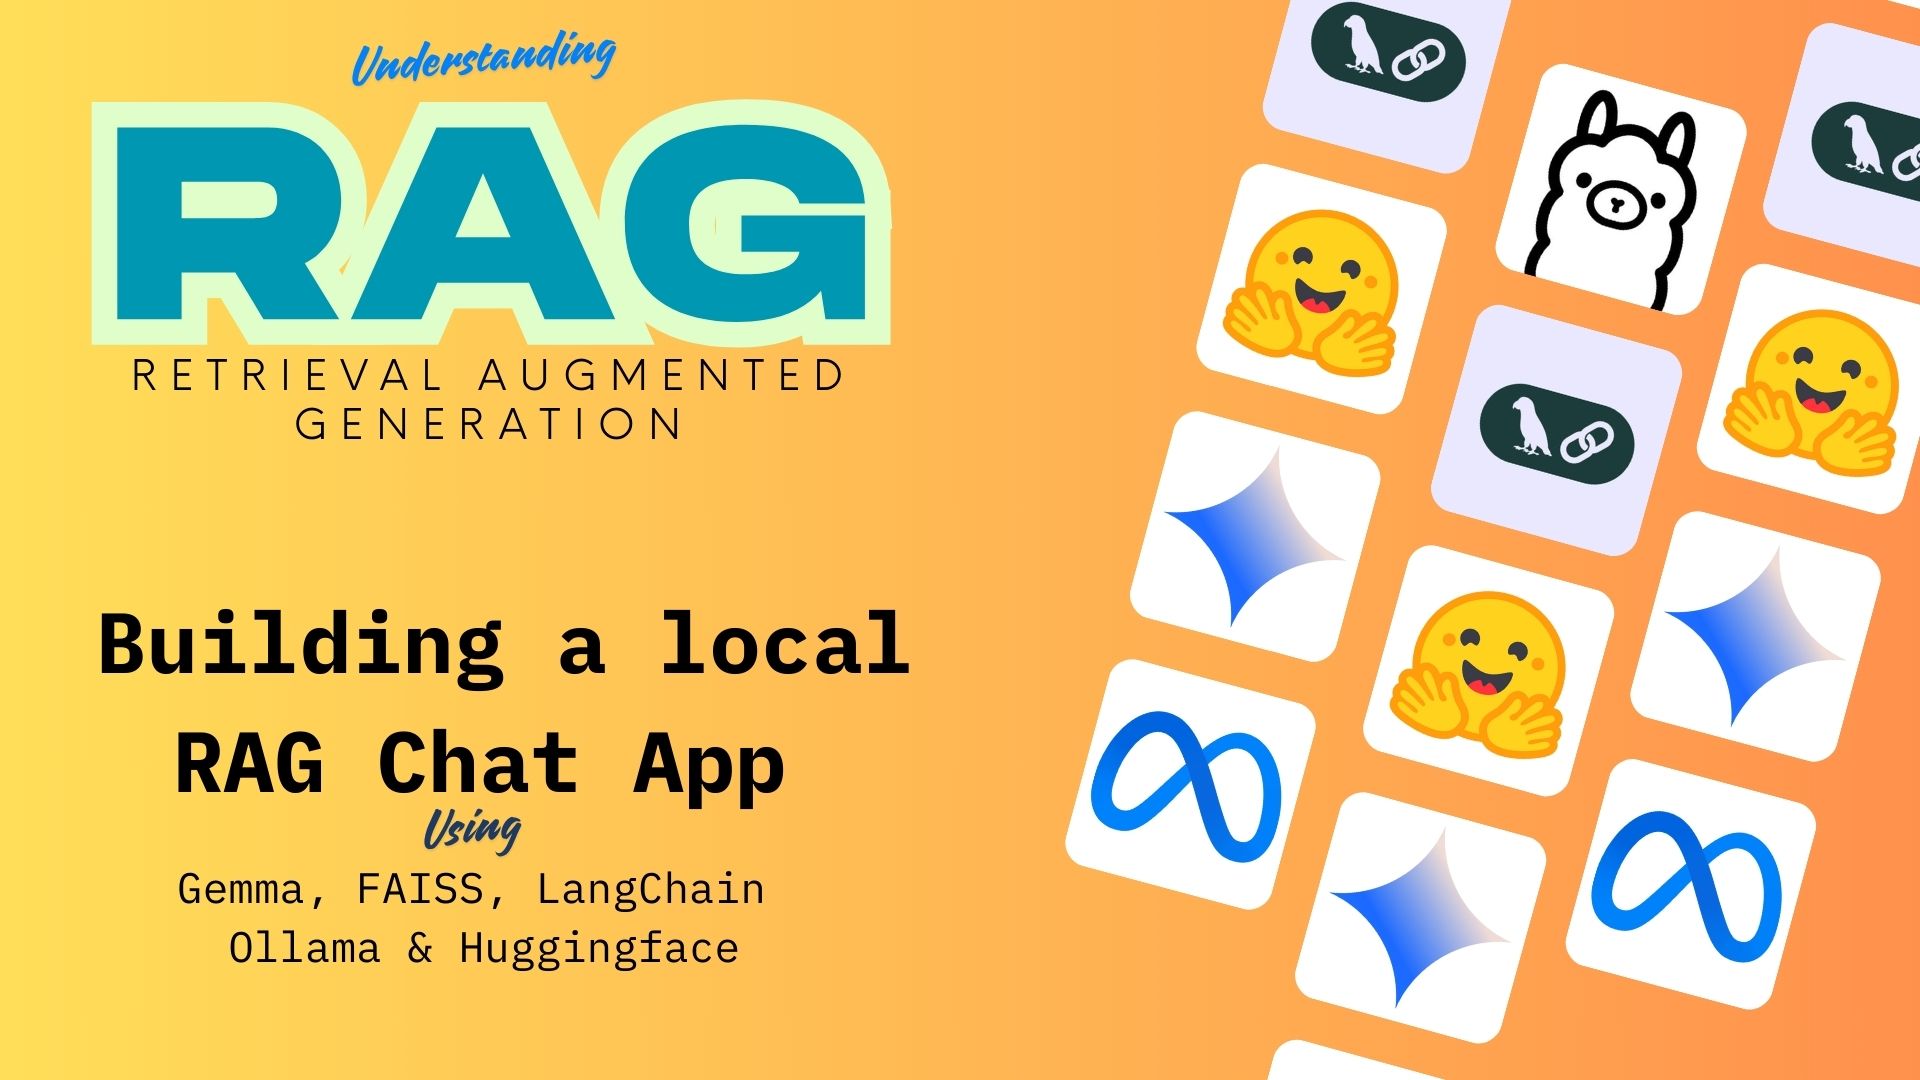 Understanding
RAG
RETRIEVAL AUGMENTED
GENERATION
Building a local
RAG Chat App
Using
Gemma, FAISS, LangChain
Ollama & Huggingface